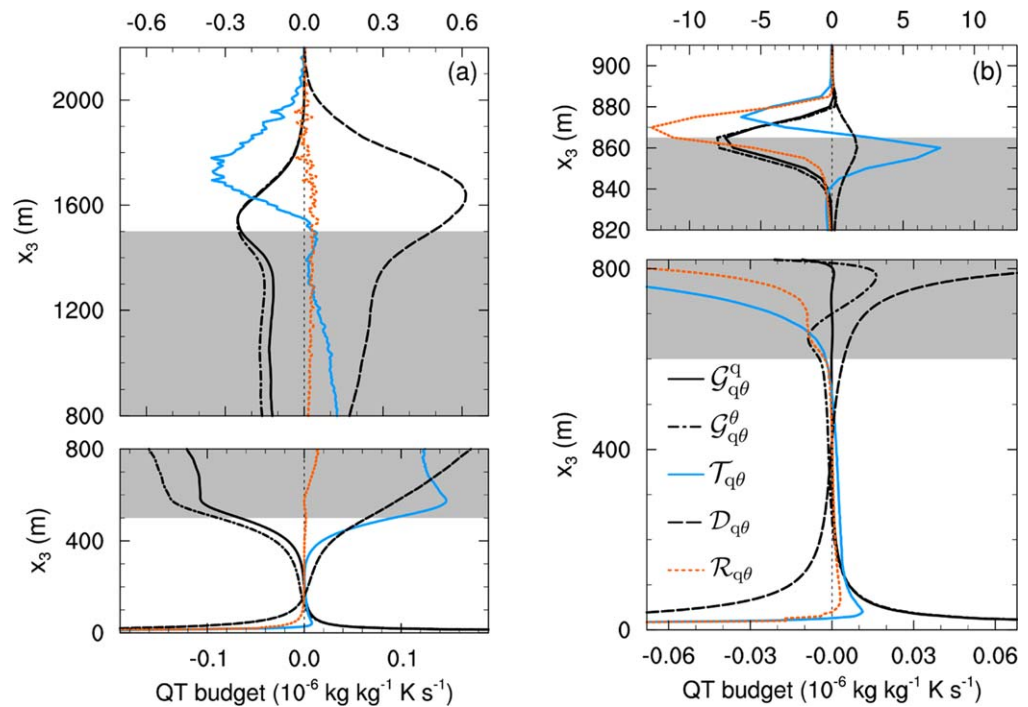 -0.6 -0.3 0.0 0.3 0.6
(a)
2000
1600
1200
800
x₃ (m)
800
400
0
x₃ (m)
-0.1 0.0 0.1
QT budget (10⁻⁶ kg kg⁻¹ K s⁻¹)
-10 -5 0 5 10
(b)
900
880
860
840
820
x₃ (m)
800
400
0
x₃ (m)
𝒢qθ^q
𝒢qθ^θ
𝒯qθ
𝒟qθ
ℛqθ
-0.06 -0.03 -0.00 0.03 0.06
QT budget (10⁻⁶ kg kg⁻¹ K s⁻¹)